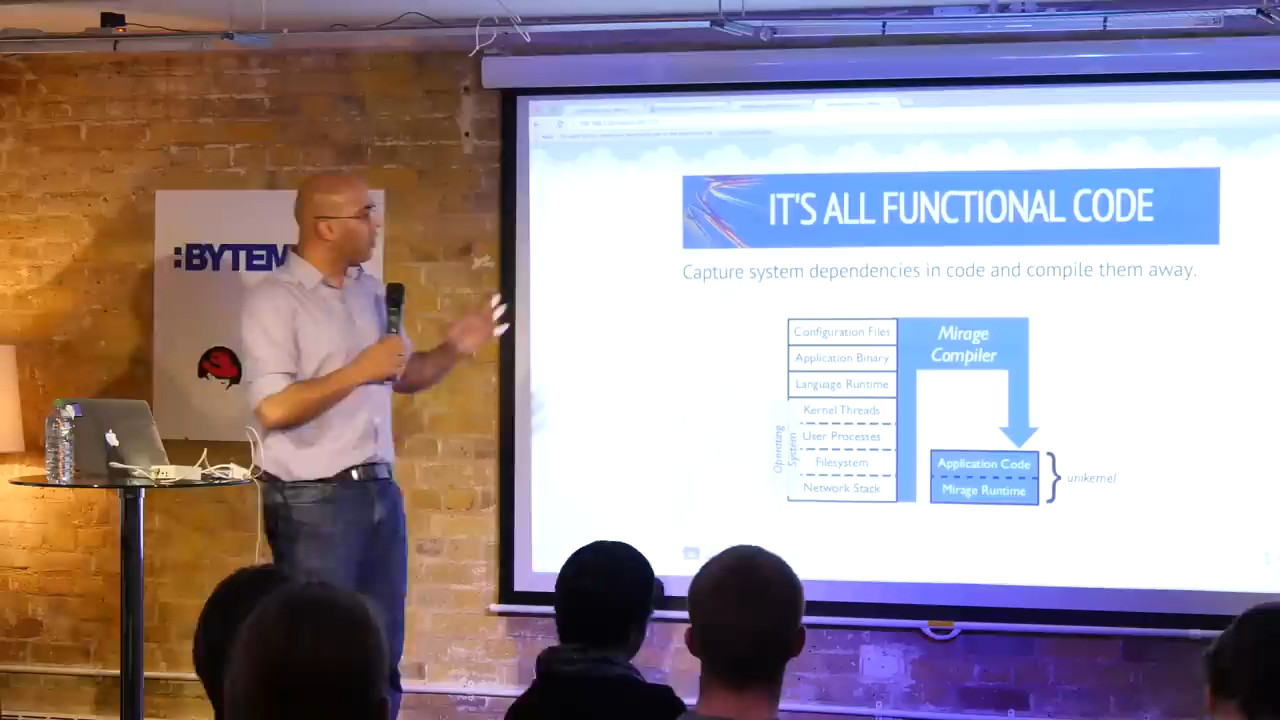 :BYTEM
IT'S ALL FUNCTIONAL CODE
Capture system dependencies in code and compile them away.
Configuration Files
Application Binary
Language Runtime
Kernel Threads
User Processes
Filesystem
Network Stack
Operating
System
Mirage
Compiler
Application Code
Mirage Runtime
unikernel